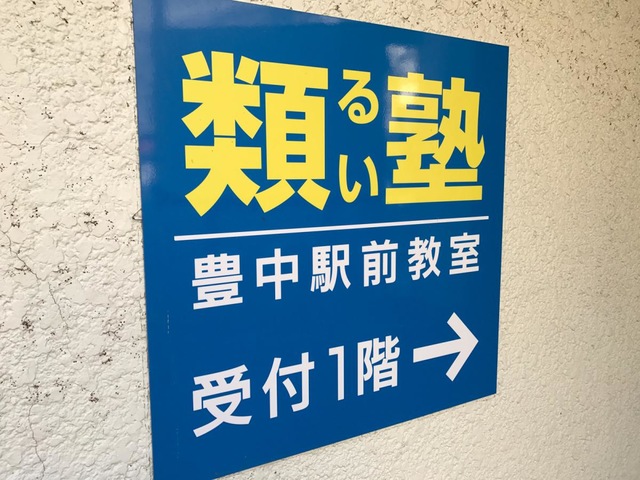 類塾
るい
豊中駅前教室
受付1階→